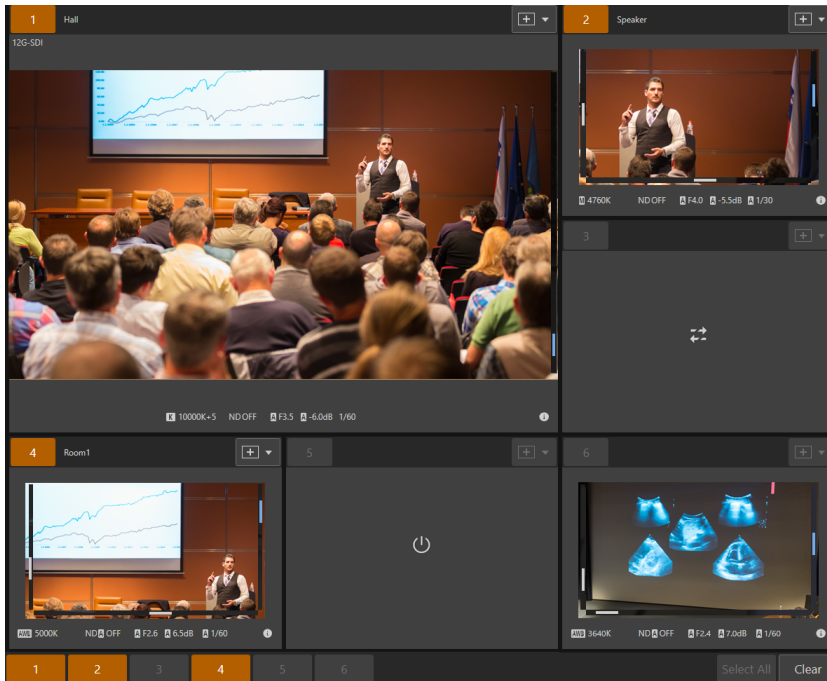 1 Hall
2 Speaker
12G-SDI
M 4760K ND OFF A F4.0 A -5.5dB A 1/30
3
K 10000K+5 ND OFF A F3.5 A -6.0dB 1/60
4 Room1
5
6
AWB 5000K ND A OFF A F2.6 A 6.5dB A 1/60
AWB 3640K ND A OFF A F2.4 A 7.0dB A 1/60
1 2 3 4 5 6 Select All Clear